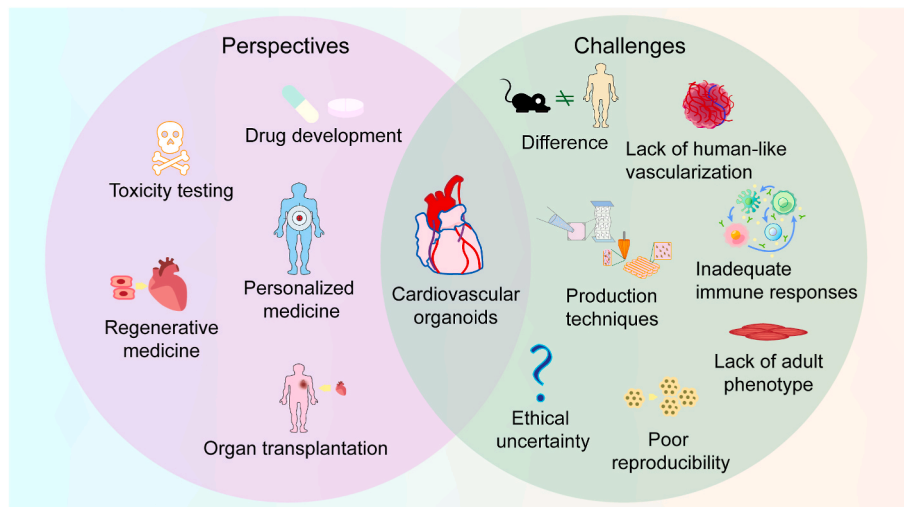 Perspectives
Drug development
Toxicity testing
Personalized
medicine
Regenerative
medicine
Organ transplantation
Cardiovascular
organoids
Challenges
Difference
Lack of human-like
vascularization
Production
techniques
Inadequate
immune responses
Lack of adult
phenotype
Ethical
uncertainty
Poor
reproducibility